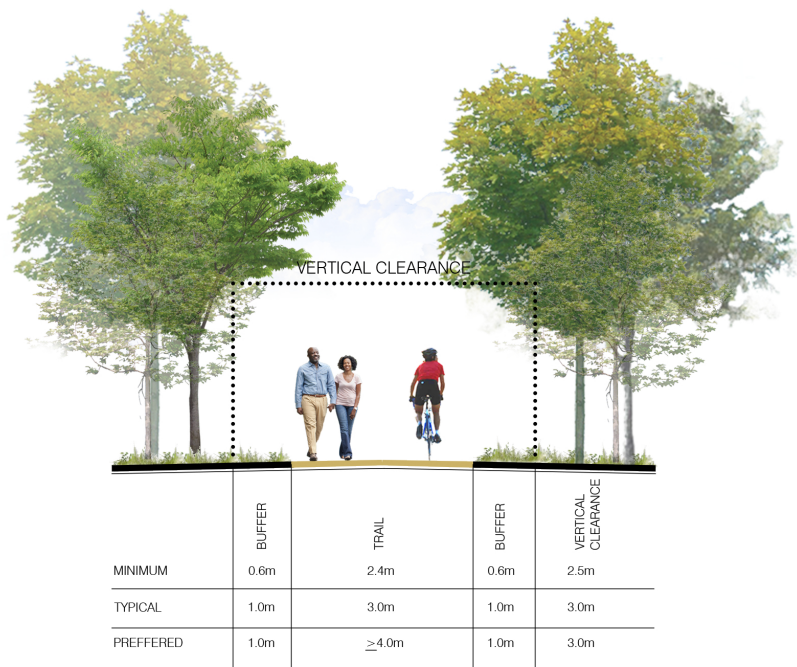 VERTICAL CLEARANCE
BUFFER
TRAIL
BUFFER
VERTICAL
CLEARANCE
MINIMUM 0.6m 2.4m 0.6m 2.5m
TYPICAL 1.0m 3.0m 1.0m 3.0m
PREFFERED 1.0m ≥4.0m 1.0m 3.0m